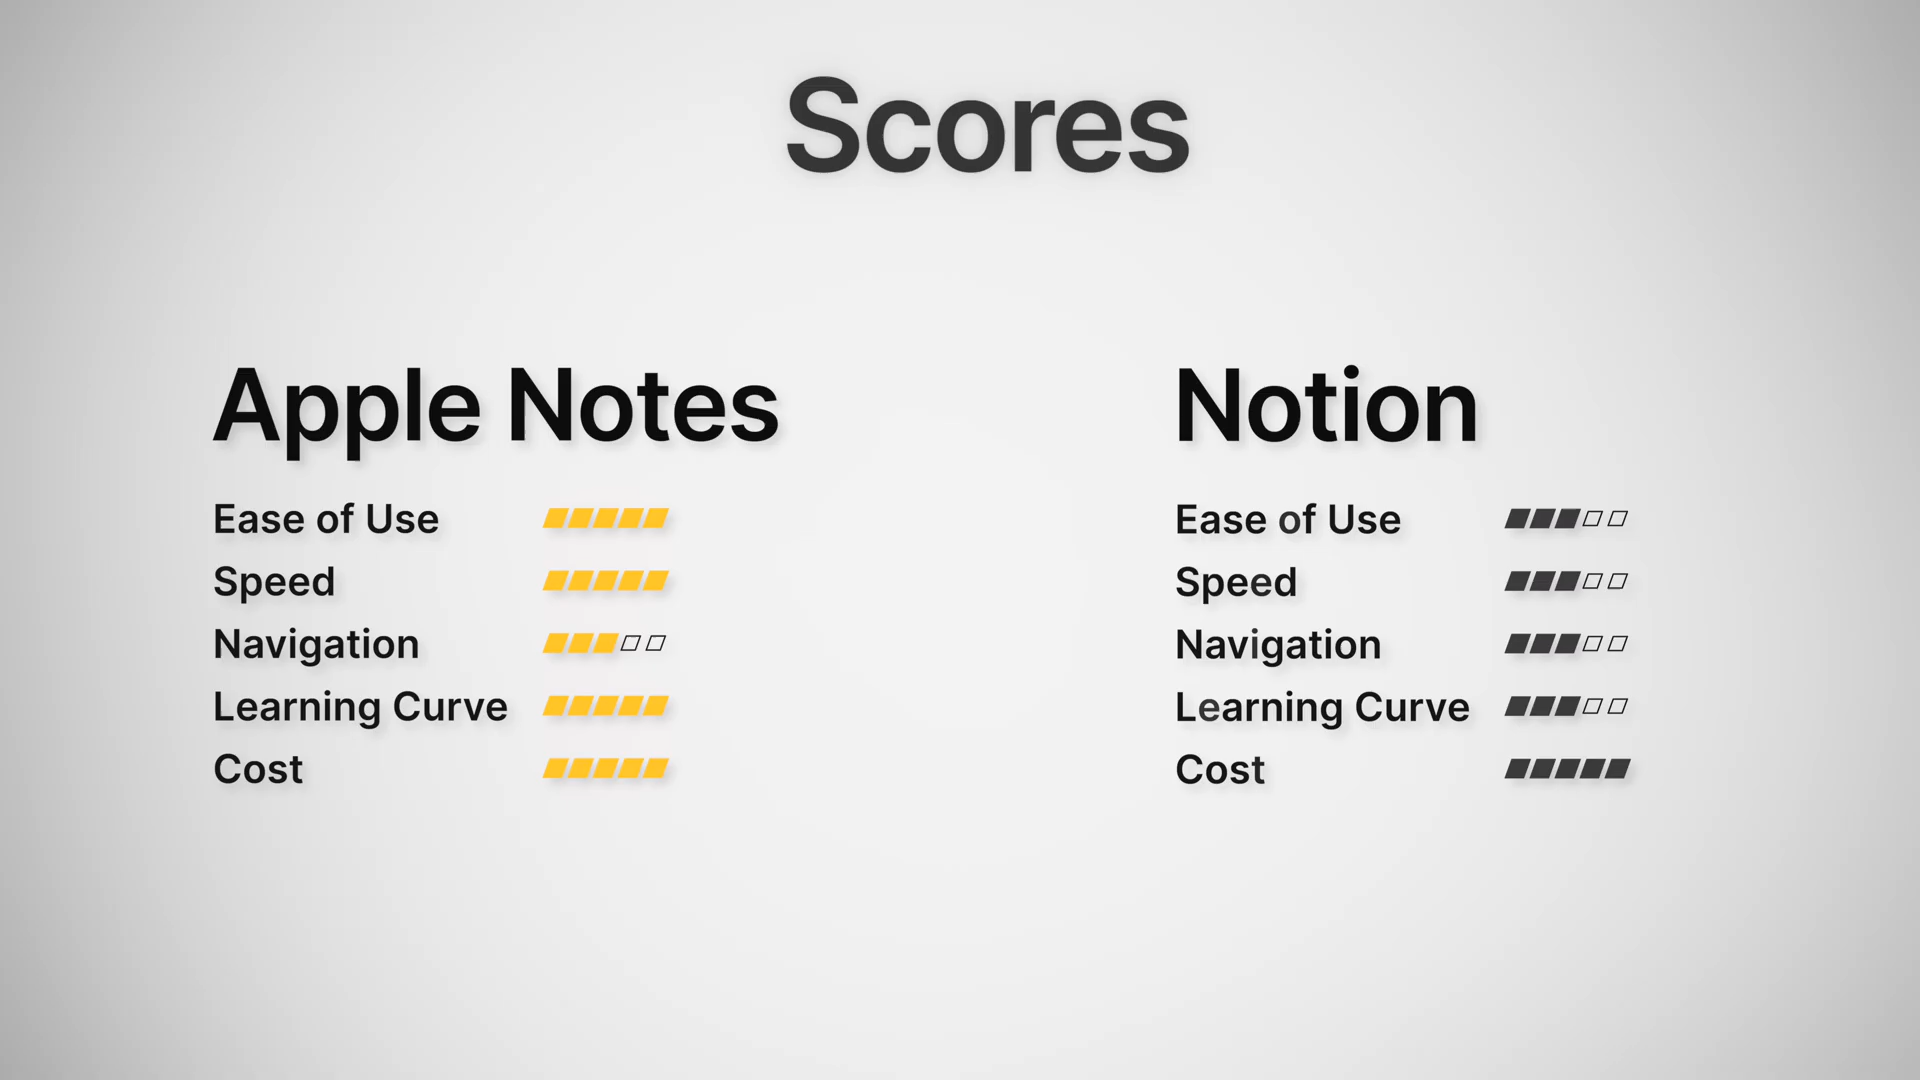 Scores
Apple Notes
Ease of Use
Speed
Navigation
Learning Curve
Cost
Notion
Ease of Use
Speed
Navigation
Learning Curve
Cost